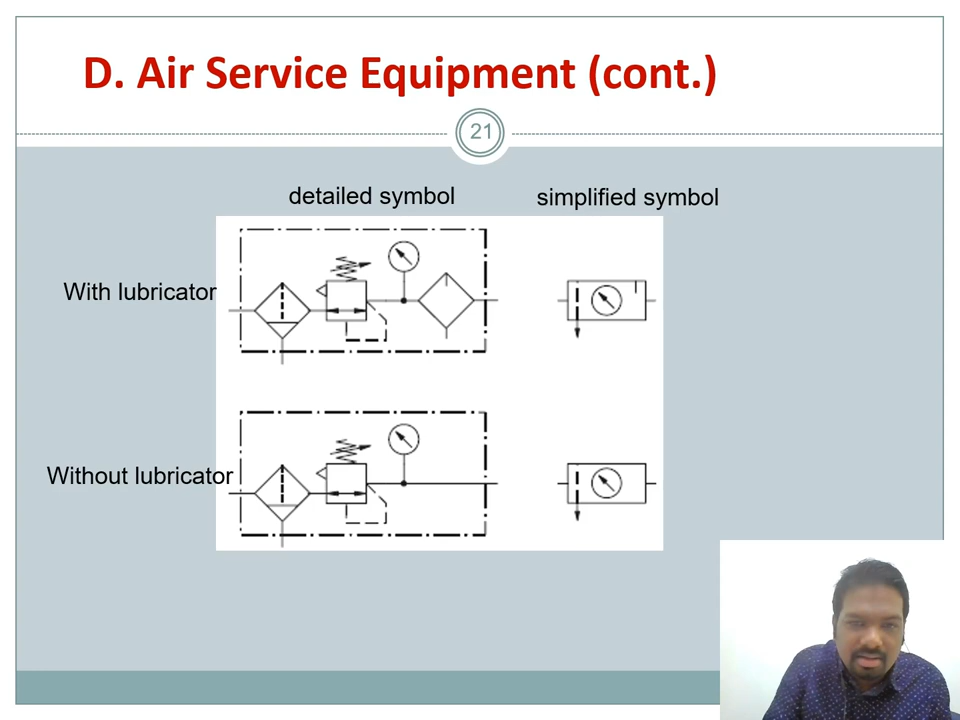 D. Air Service Equipment (cont.)
21
detailed symbol
simplified symbol
With lubricator
Without lubricator